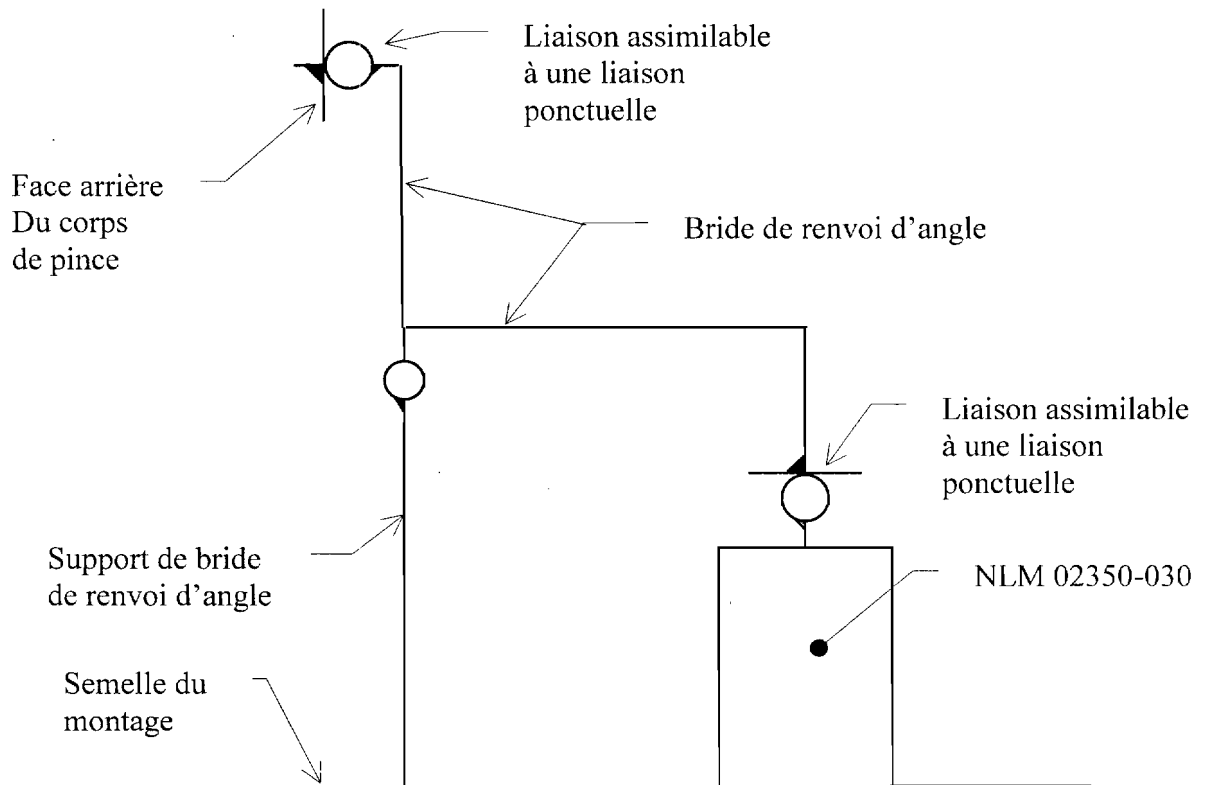 Liaison assimilable
à une liaison
ponctuelle
Face arrière
Du corps
de pince
Bride de renvoi d'angle
Liaison assimilable
à une liaison
ponctuelle
Support de bride
de renvoi d'angle
NLM 02350-030
Semelle du
montage